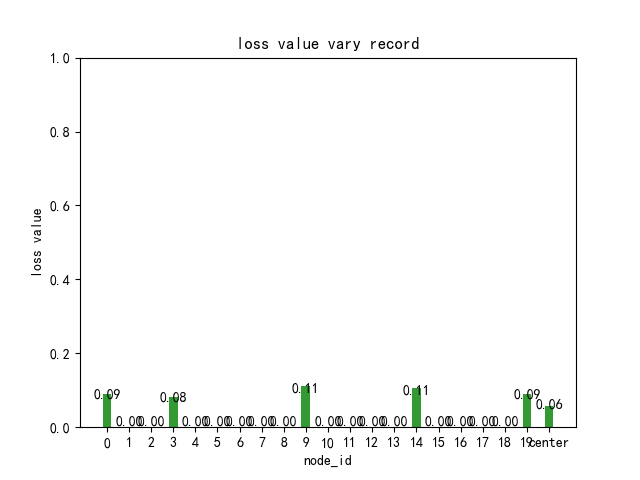 loss value vary record
1.0
0.8
0.6
0.4
0.2
0.0
loss value
0.09 0.00 0.00 0.08 0.00 0.00 0.00 0.00 0.00 0.11 0.00 0.00 0.00 0.00 0.11 0.00 0.00 0.00 0.00 0.09 0.06
0 1 2 3 4 5 6 7 8 9 10 11 12 13 14 15 16 17 18 19 center
node_id